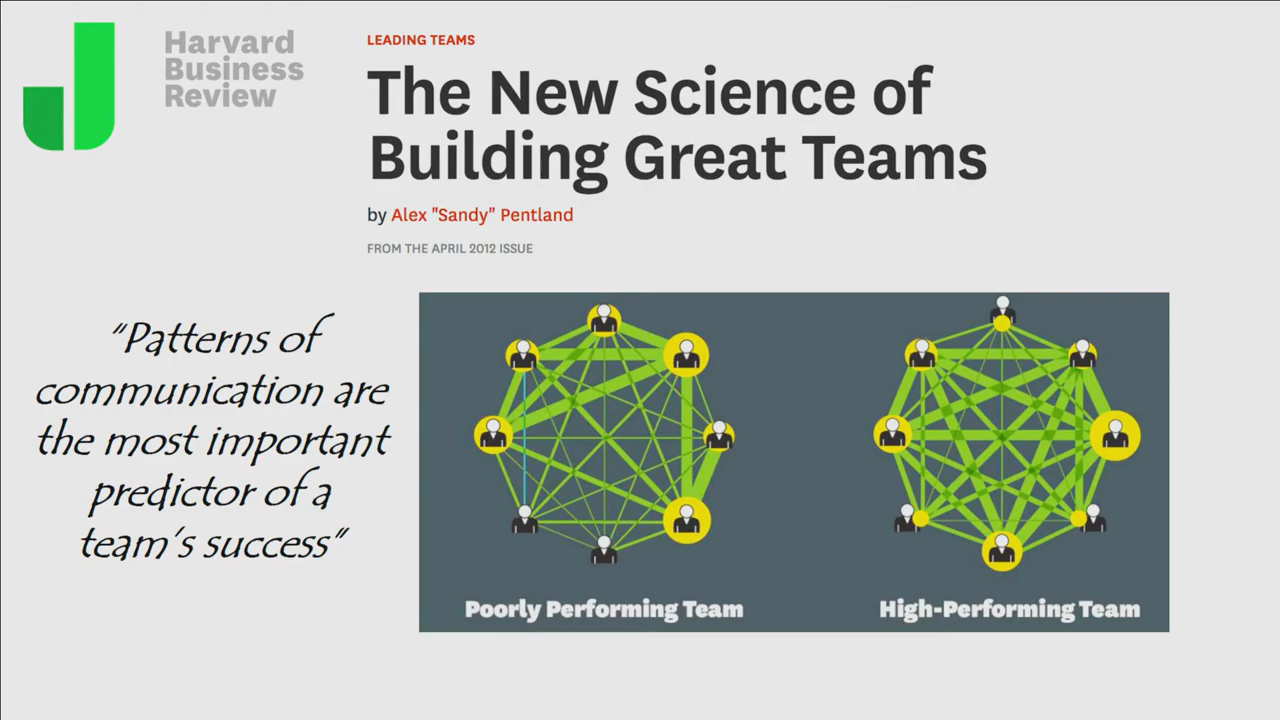 Harvard
Business
Review
LEADING TEAMS
The New Science of
Building Great Teams
by Alex "Sandy" Pentland
FROM THE APRIL 2012 ISSUE
“Patterns of
communication are
the most important
predictor of a
team’s success”
Poorly Performing Team
High-Performing Team